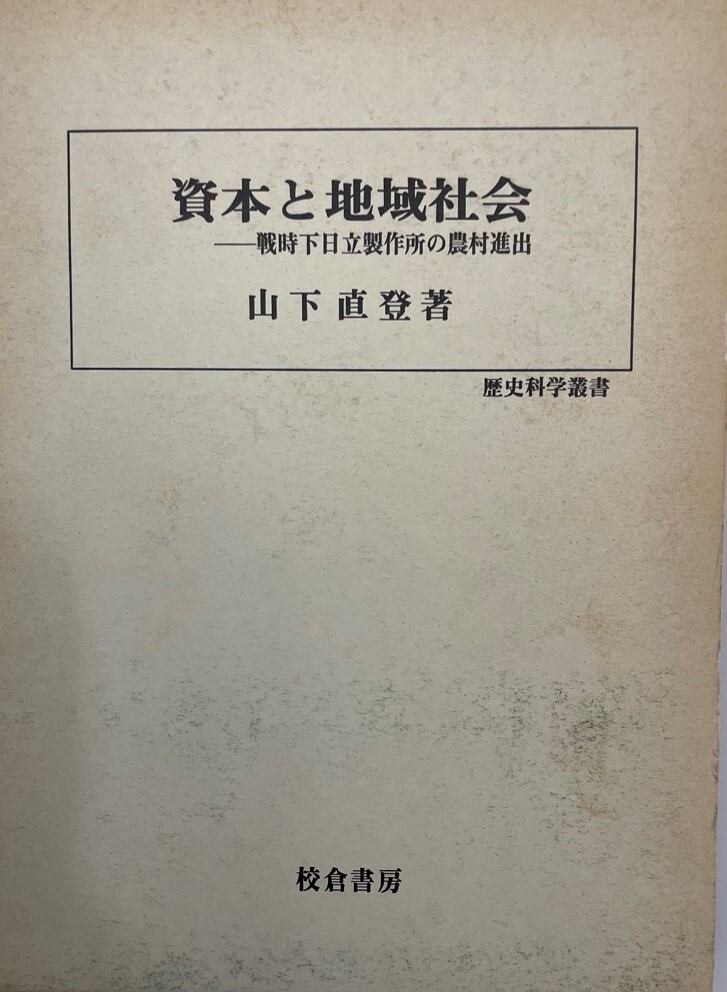 資本と地域社会
──戦時下日立製作所の農村進出
山下直登著
歴史科学叢書
校倉書房